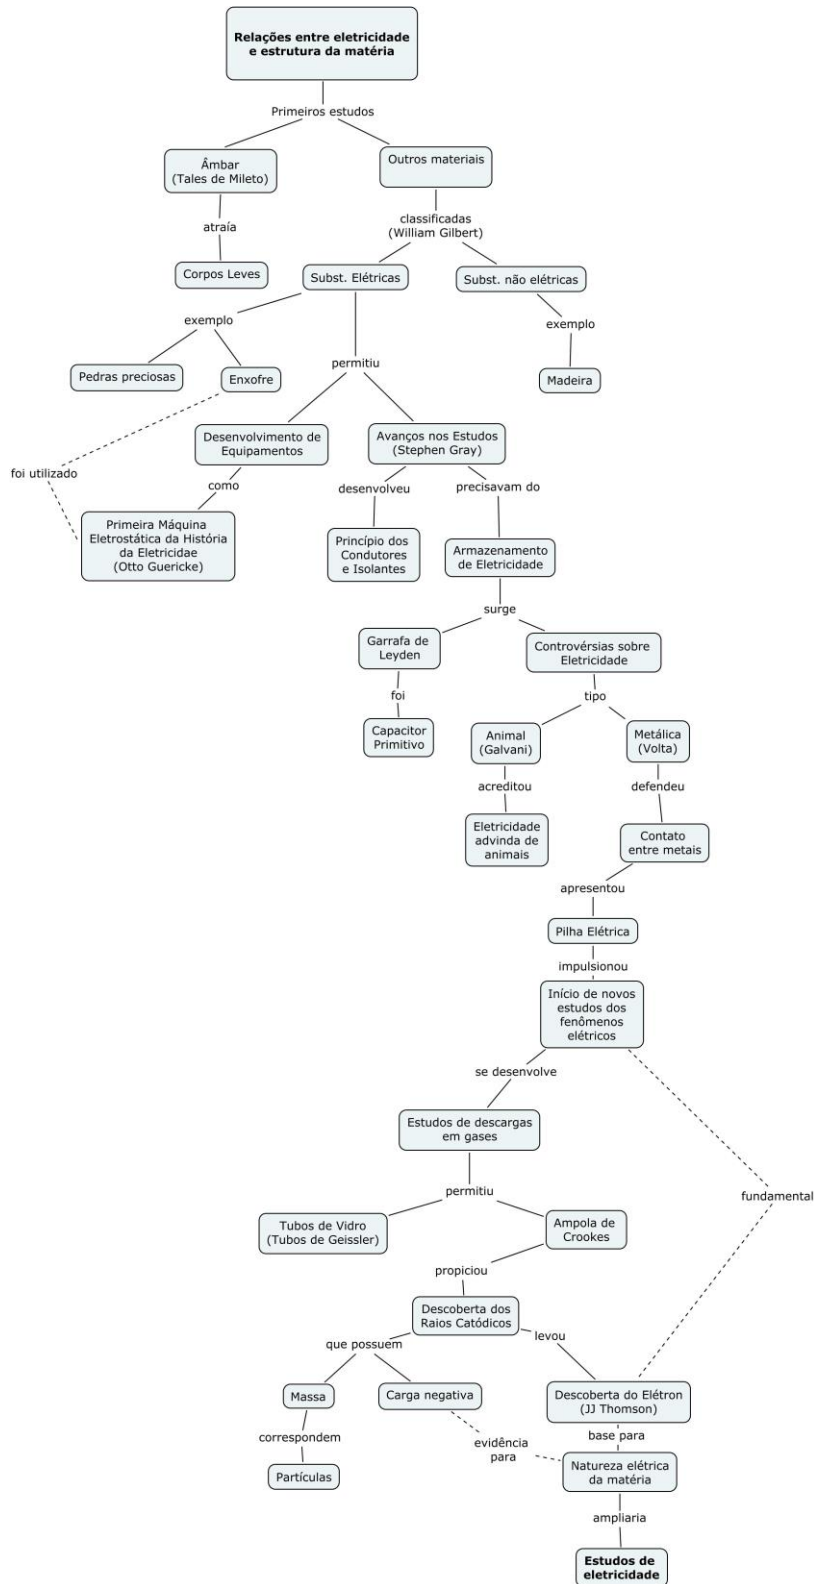 Relações entre eletricidade
e estrutura da matéria
Primeiros estudos
Âmbar
(Tales de Mileto)
Outros materiais
atraía
classificadas
(William Gilbert)
Corpos Leves
Subst. Elétricas
Subst. não elétricas
exemplo
exemplo
Pedras preciosas
Enxofre
permitiu
Madeira
Desenvolvimento de
Equipamentos
Avanços nos Estudos
(Stephen Gray)
foi utilizado
como
desenvolveu
precisavam do
Primeira Máquina
Eletrostática da História
da Eletricidae
(Otto Guericke)
Princípio dos
Condutores
e Isolantes
Armazenamento
de Eletricidade
surge
Garrafa de
Leyden
Controvérsias sobre
Eletricidade
foi
tipo
Capacitor
Primitivo
Animal
(Galvani)
Metálica
(Volta)
acreditou
defendeu
Eletricidade
advinda de
animais
Contato
entre metais
apresentou
Pilha Elétrica
impulsionou
Início de novos
estudos dos
fenômenos
elétricos
se desenvolve
Estudos de descargas
em gases
permitiu
fundamental
Tubos de Vidro
(Tubos de Geissler)
Ampola de
Crookes
propiciou
Descoberta dos
Raios Catódicos
que possuem
levou
Massa
Carga negativa
Descoberta do Elétron
(JJ Thomson)
correspondem
evidência
para
base para
Partículas
Natureza elétrica
da matéria
ampliaria
Estudos de
eletricidade